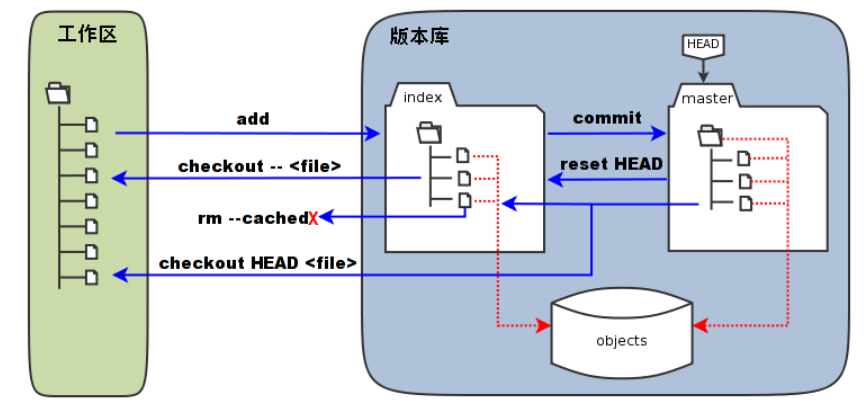 工作区
版本库
HEAD
index
master
add
commit
checkout -- <file>
reset HEAD
rm --cachedX
checkout HEAD <file>
objects